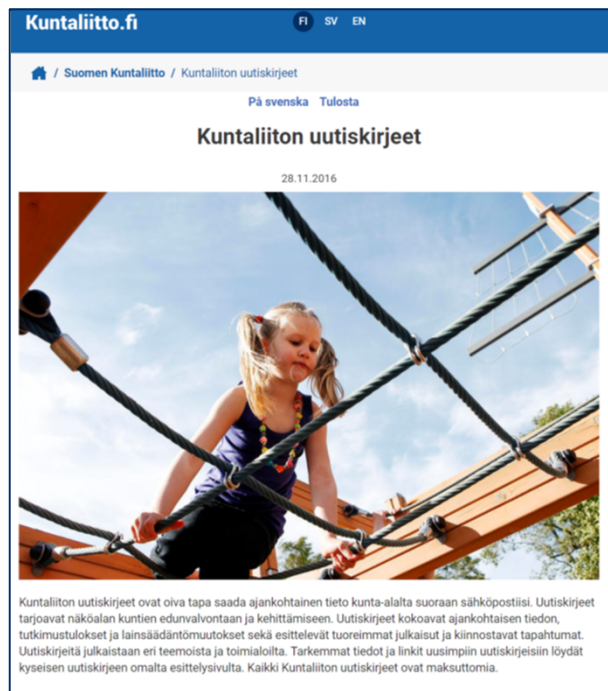 Kuntaliitto.fi
FI SV EN
/ Suomen Kuntaliitto / Kuntaliiton uutiskirjeet
På svenska Tulosta
Kuntaliiton uutiskirjeet
28.11.2016
Kuntaliiton uutiskirjeet ovat oiva tapa saada ajankohtainen tieto kunta-alalta suoraan sähköpostiisi. Uutiskirjeet
tarjoavat näköalan kuntien edunvalvontaan ja kehittämiseen. Uutiskirjeet kokoavat ajankohtaisen tiedon,
tutkimustulokset ja lainsäädäntömuutokset sekä esittelevät tuoreimmat julkaisut ja kiinnostavat tapahtumat.
Uutiskirjeitä julkaistaan eri teemoista ja toimialoilta. Tarkemmat tiedot ja linkit uusimpiin uutiskirjeisiin löydät
kyseisen uutiskirjeen omalta esittelysivulta. Kaikki Kuntaliiton uutiskirjeet ovat maksuttomia.